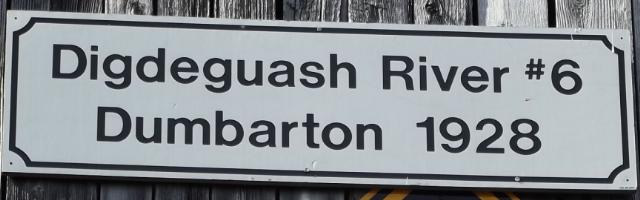 Digdeguash River #6
Dumbarton 1928